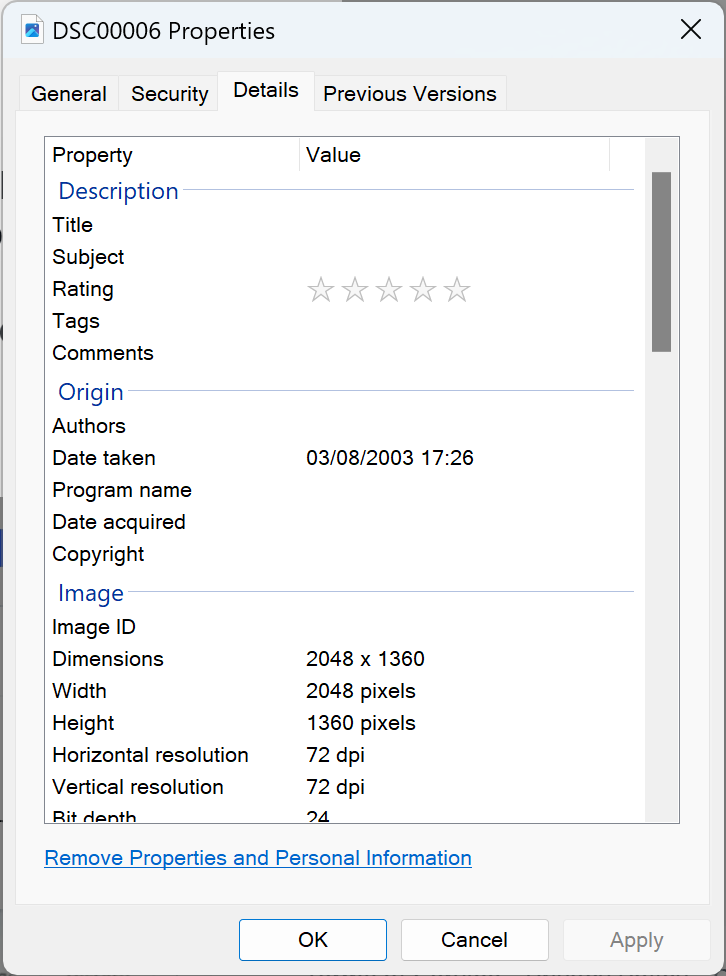 DSC00006 Properties
General Security Details Previous Versions
Property Value
Description
Title
Subject
Rating
Tags
Comments
Origin
Authors
Date taken 03/08/2003 17:26
Program name
Date acquired
Copyright
Image
Image ID
Dimensions 2048 x 1360
Width 2048 pixels
Height 1360 pixels
Horizontal resolution 72 dpi
Vertical resolution 72 dpi
Bit depth 24
Remove Properties and Personal Information
OK Cancel Apply